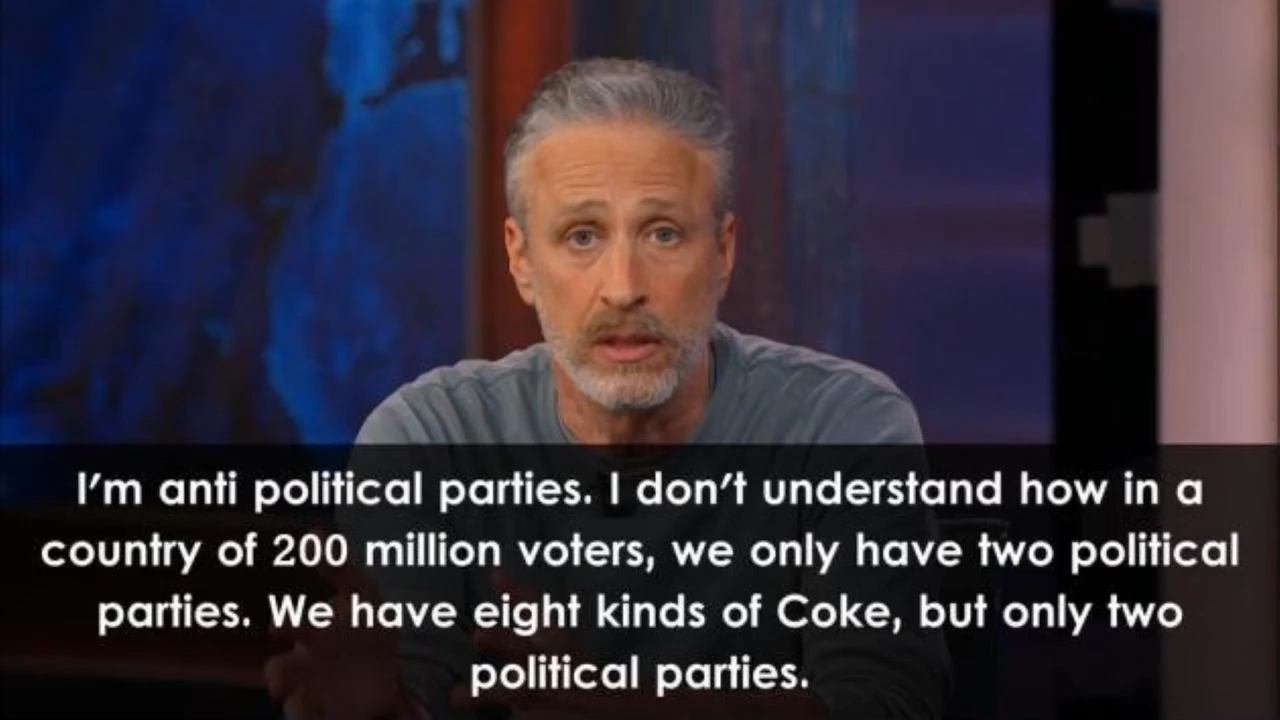 I'm anti political parties. I don't understand how in a
country of 200 million voters, we only have two political
parties. We have eight kinds of Coke, but only two
political parties.